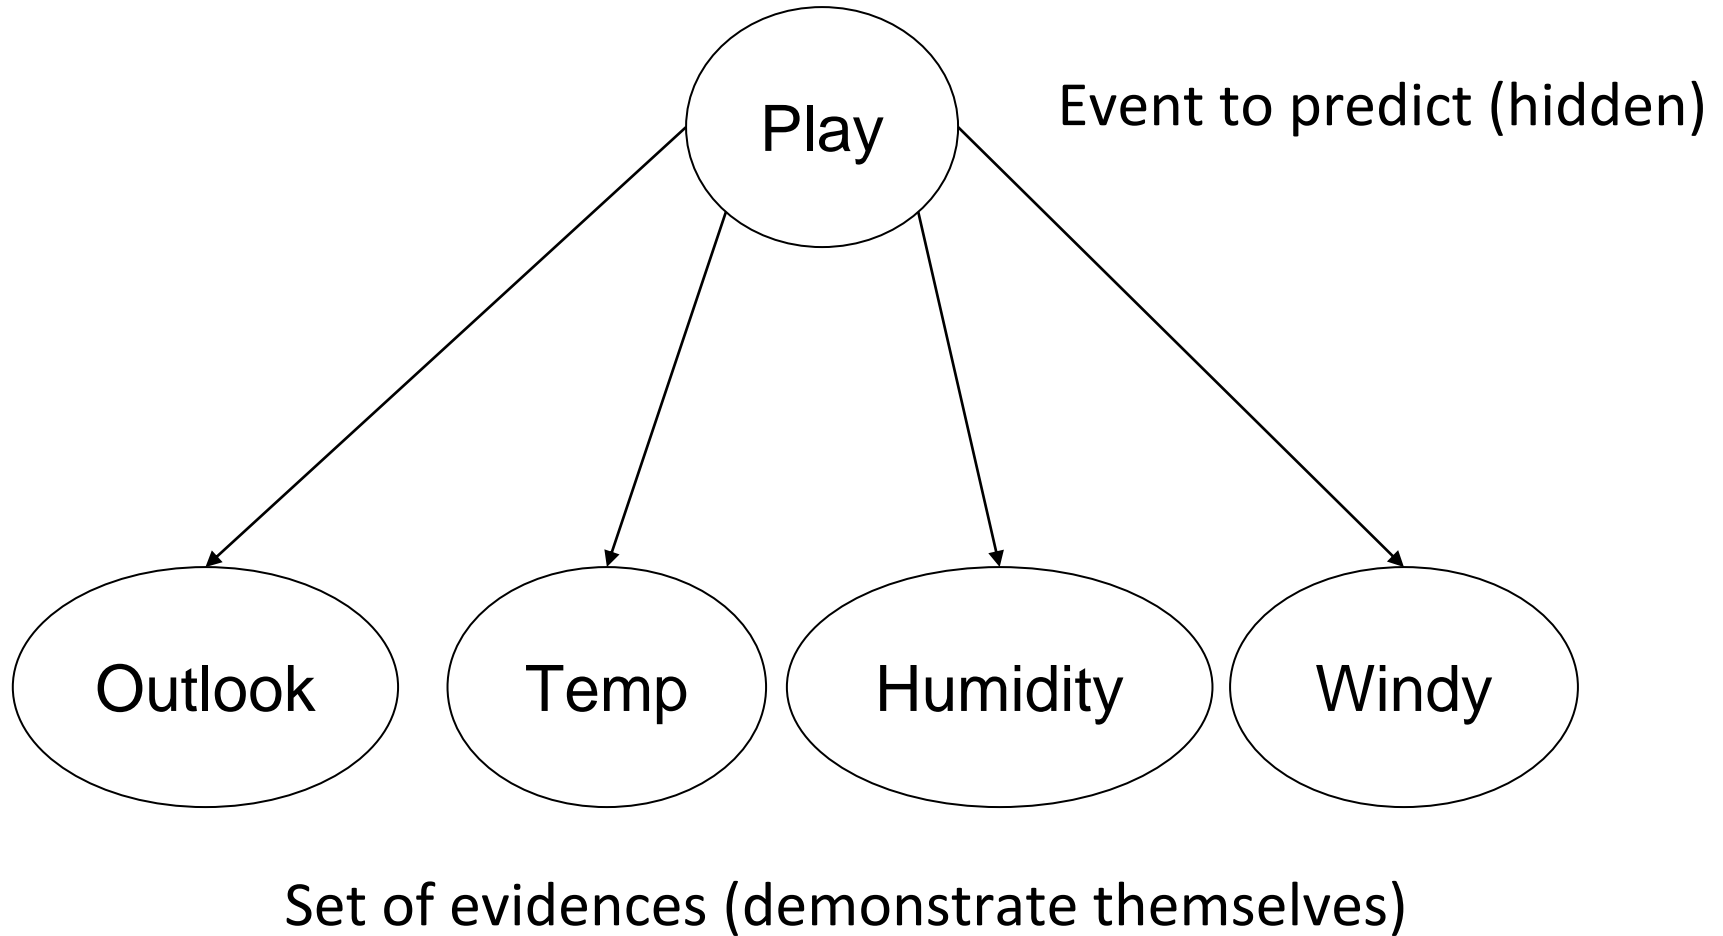 Play
Event to predict (hidden)
Outlook
Temp
Humidity
Windy
Set of evidences (demonstrate themselves)